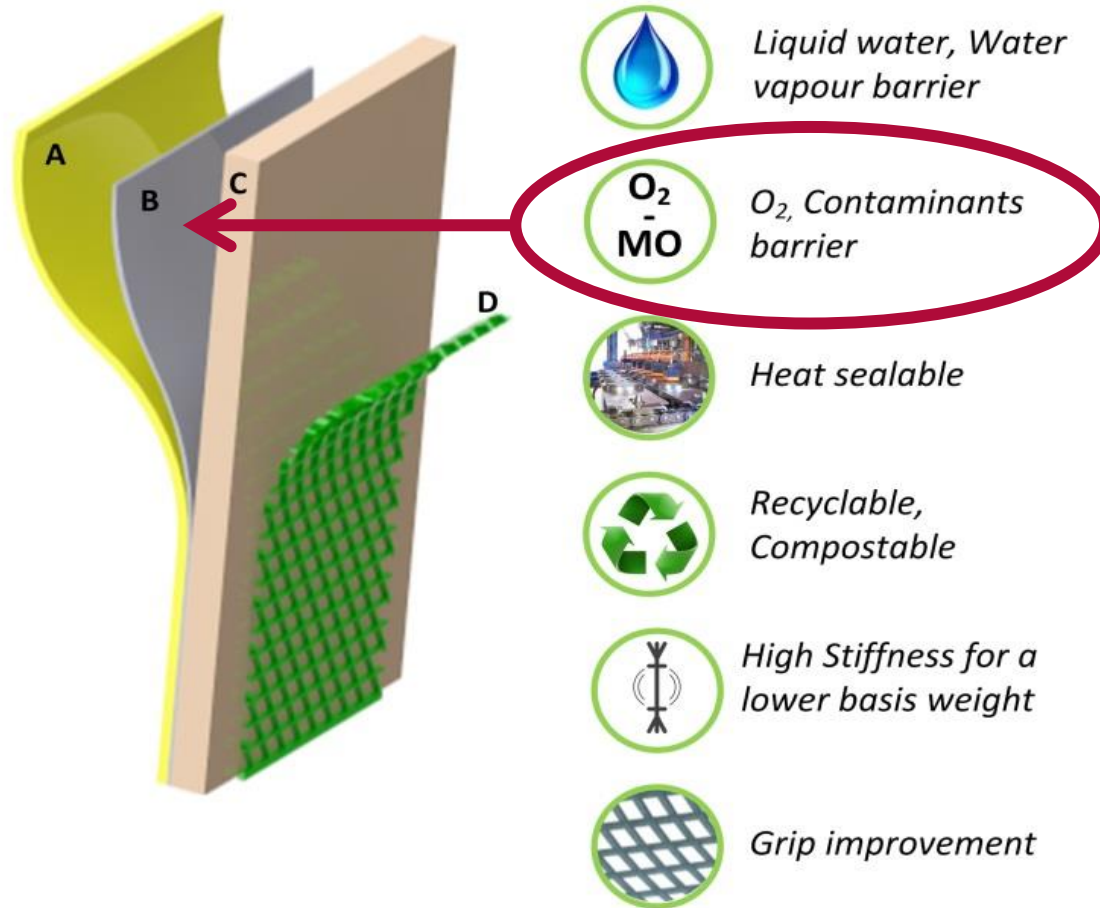 A
B
C
D
Liquid water, Water
vapour barrier
O₂
-
MO
O₂, Contaminants
barrier
Heat sealable
Recyclable,
Compostable
High Stiffness for a
lower basis weight
Grip improvement